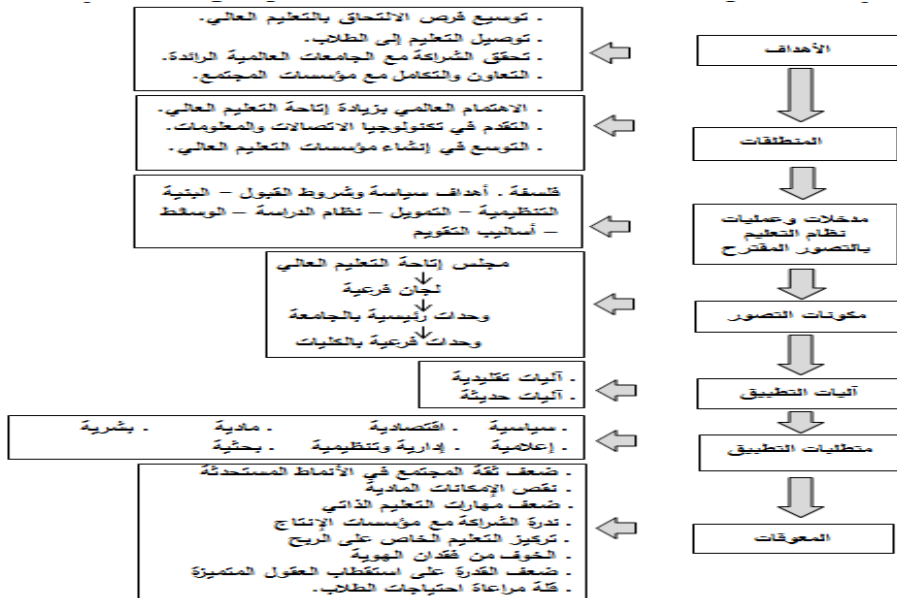 الأهداف
. توسيع فرص الالتحاق بالتعليم العالي.
. توصيل التعليم إلى الطلاب.
. تحقق الشراكة مع الجامعات العالمية الرائدة.
. التعاون والتكامل مع مؤسسات المجتمع.
المتطلقات
. الاهتمام العالمي بزيادة إتاحة التعليم العالي.
. التقدم في تكنولوجيا الاتصالات والمعلومات.
. التوسع في إنشاء مؤسسات التعليم العالي.
مدخلات وعمليات
نظام التعليم
بالتصور المقترح
فلسفة . أهداف سياسة وشروط القبول – البنية
التنظيمية – التمويل – نظام الدراسة – الوسائط
– أساليب التقويم
مكونات التصور
مجلس إتاحة التعليم العالي
لجان فرعية
وحدات رئيسية بالجامعة
وحدات فرعية بالكليات
آليات التطبيق
. آليات تقليدية
. آليات حديثة
متطلبات التطبيق
. سياسية . اقتصادية . مادية . بشرية
. إعلامية . إدارية وتنظيمية . بحثية
المعوقات
. ضعف ثقة المجتمع في الأنماط المستحدثة
. نقص الإمكانات المادية
. ضعف مهارات التعليم الذاتي
. ندرة الشراكة مع مؤسسات الإنتاج
. تركيز التعليم الخاص على الربح
. الخوف من فقدان الهوية
. ضعف القدرة على استقطاب العقول المتميزة
. قلة مراعاة احتياجات الطلاب.